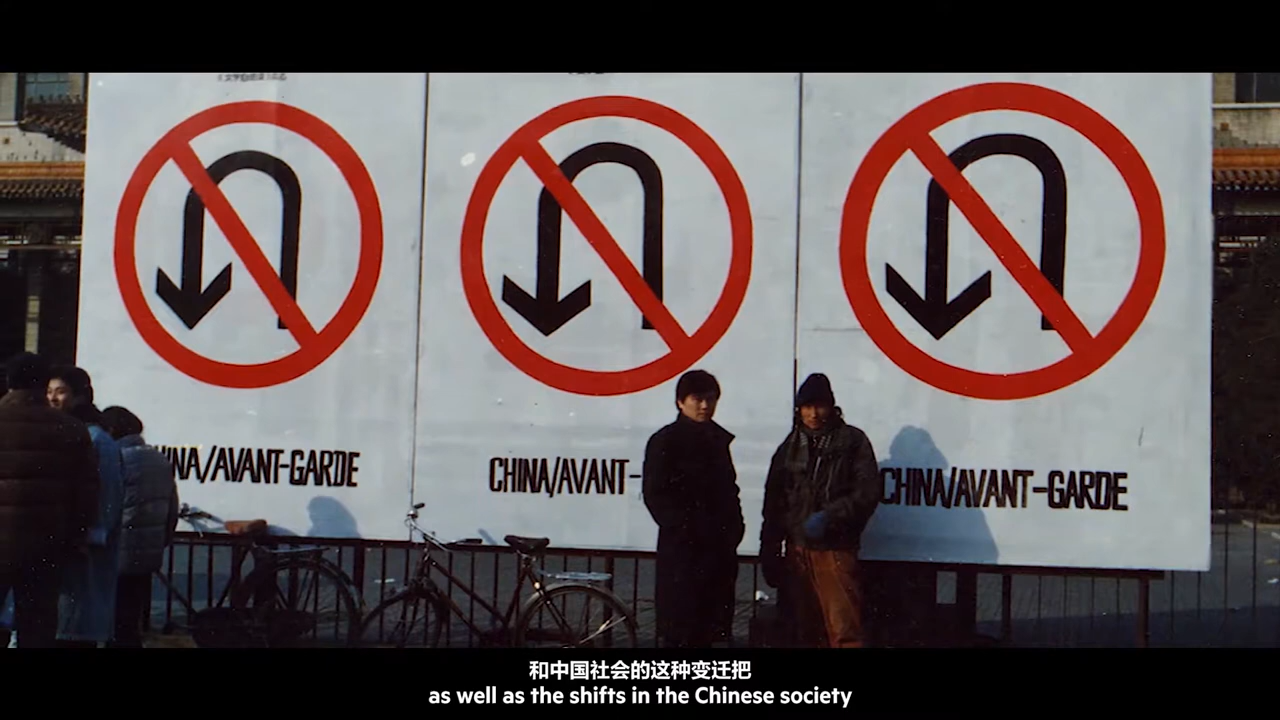 CHINA/AVANT-GARDE
CHINA/AVANT-
CHINA/AVANT-GARDE
和中国社会的这种变迁把
as well as the shifts in the Chinese society